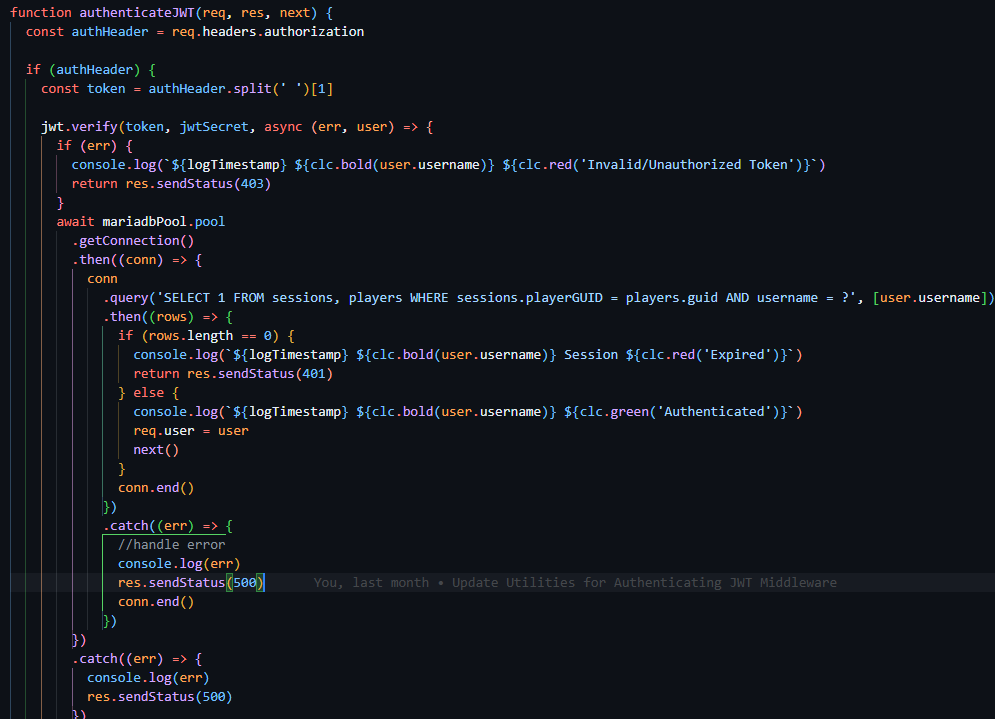 function authenticateJWT(req, res, next) {
const authHeader = req.headers.authorization
if (authHeader) {
const token = authHeader.split(' ')[1]
jwt.verify(token, jwtSecret, async (err, user) => {
if (err) {
console.log(`${logTimestamp} ${clc.bold(user.username)} ${clc.red('Invalid/Unauthorized Token')}`)
return res.sendStatus(403)
}
await mariadbPool.pool
.getConnection()
.then((conn) => {
conn
.query('SELECT 1 FROM sessions, players WHERE sessions.playerGUID = players.guid AND username = ?', [user.username])
.then((rows) => {
if (rows.length == 0) {
console.log(`${logTimestamp} ${clc.bold(user.username)} Session ${clc.red('Expired')}`)
return res.sendStatus(401)
} else {
console.log(`${logTimestamp} ${clc.bold(user.username)} ${clc.green('Authenticated')}`)
req.user = user
next()
}
conn.end()
})
.catch((err) => {
//handle error
console.log(err)
res.sendStatus(500) You, last month • Update Utilities for Authenticating JWT Middleware
conn.end()
})
})
.catch((err) => {
console.log(err)
res.sendStatus(500)
})